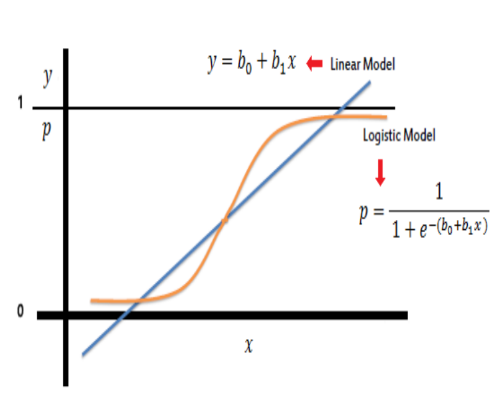 y = b₀ + b₁x Linear Model
y
1
p
Logistic Model
p = 1 / 1 + e^-(b₀+b₁x)
0
x